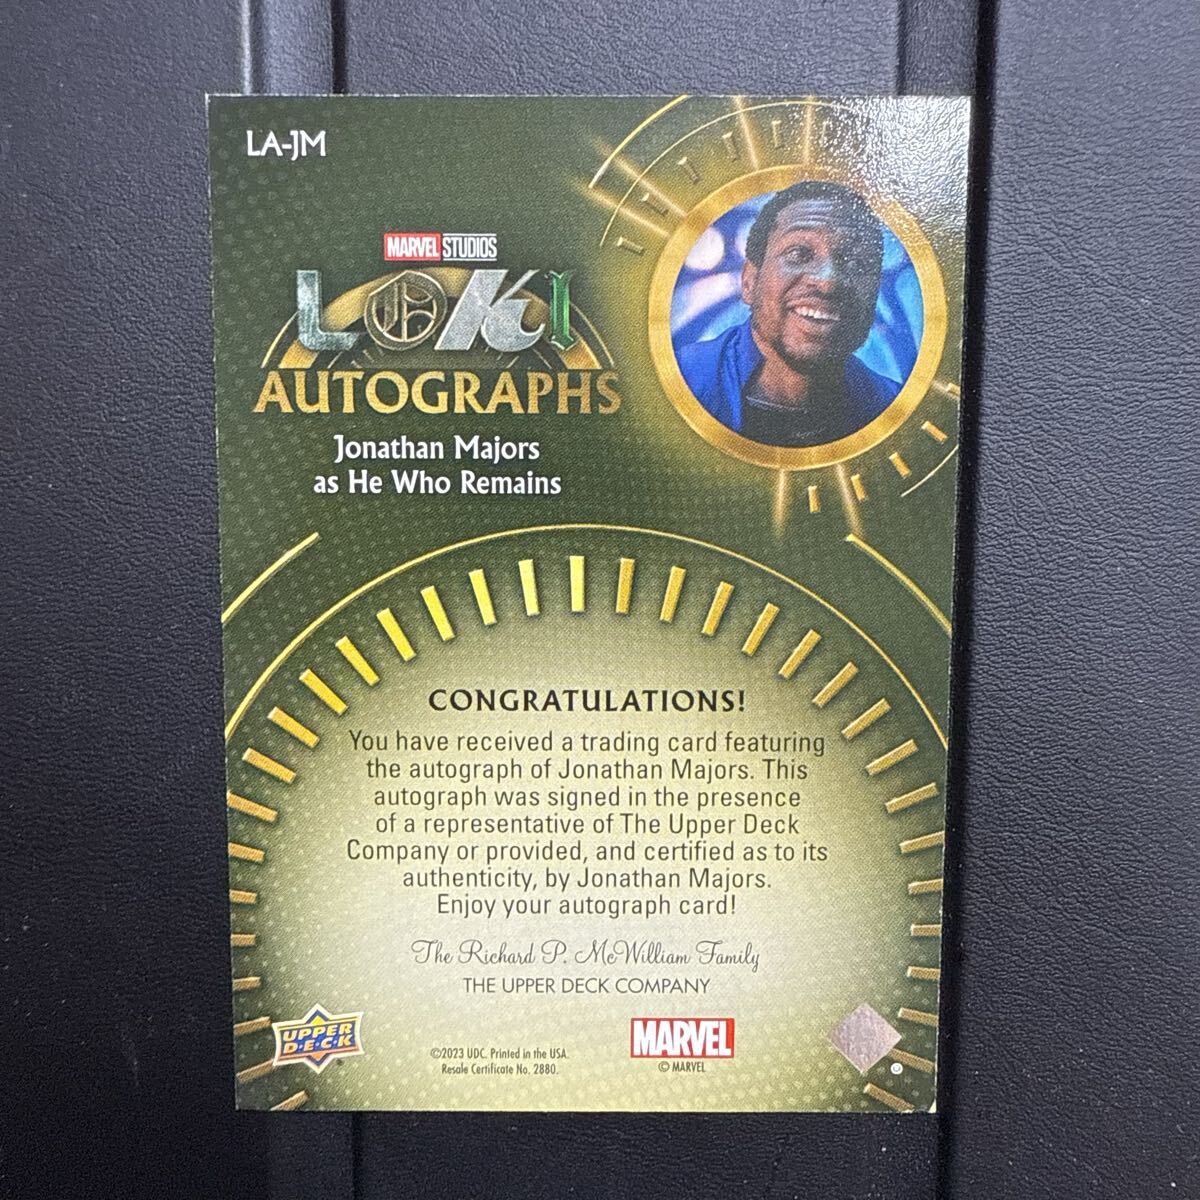 LA-JM
MARVEL STUDIOS
LOKI
AUTOGRAPHS
Jonathan Majors
as He Who Remains
CONGRATULATIONS!
You have received a trading card featuring
the autograph of Jonathan Majors. This
autograph was signed in the presence
of a representative of The Upper Deck
Company or provided, and certified as to its
authenticity, by Jonathan Majors.
Enjoy your autograph card!
The Richard P. McWilliam Family
THE UPPER DECK COMPANY
UPPER
D·E·C·K
©2023 UDC. Printed in the USA.
Resale Certificate No. 2880.
MARVEL
© MARVEL